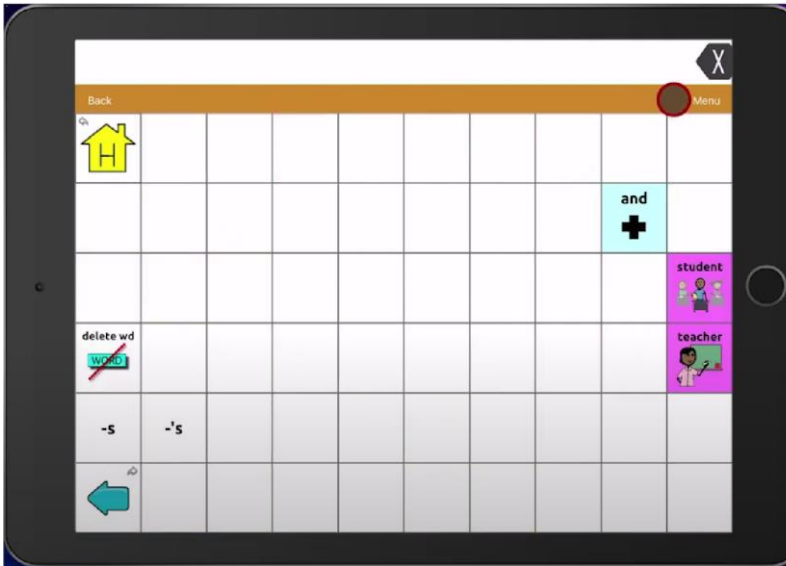 X
Back
Menu
H
and
student
delete wd
WORD
teacher
-s
-'s